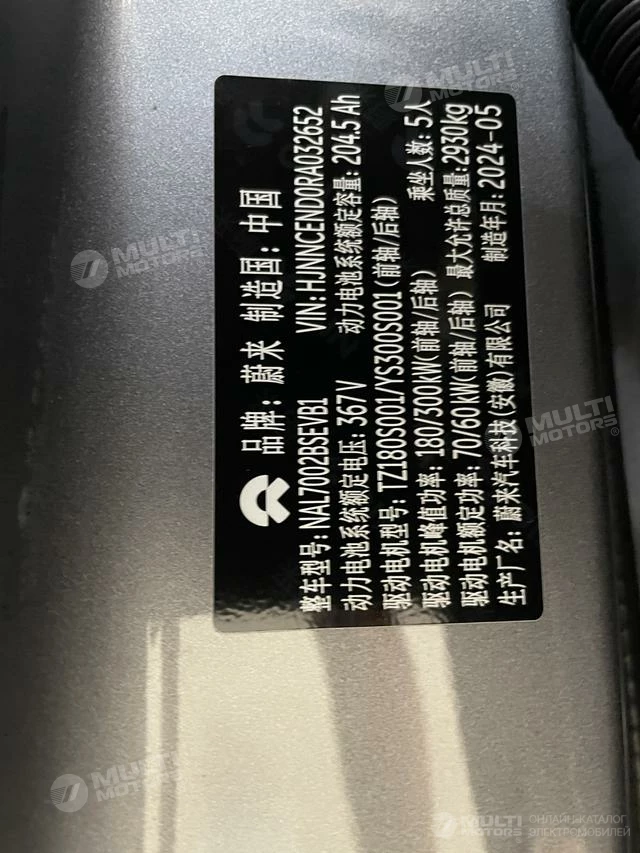 品牌：蔚来 制造国：中国
整车型号：NAL7002BSEVB1 VIN：HJNNCEND0RA032652
动力电池系统额定电压：367V 动力电池系统额定容量：204.5Ah
驱动电机型号：TZ180S001/YS300S001(前轴/后轴)
驱动电机峰值功率：180/300kW(前轴/后轴) 乘坐人数：5人
驱动电机额定功率：70/60kW(前轴/后轴) 最大允许总质量：2930kg
生产厂名：蔚来汽车科技(安徽)有限公司 制造年月：2024-05
MULTI
MOTORS
MULTI
MOTORS
MULTI
MOTORS®
MULTI
MOTORS
MULTI
MOTORS
ОНЛАЙН-КАТАЛОГ
ЭЛЕКТРОМОБИЛЕЙ